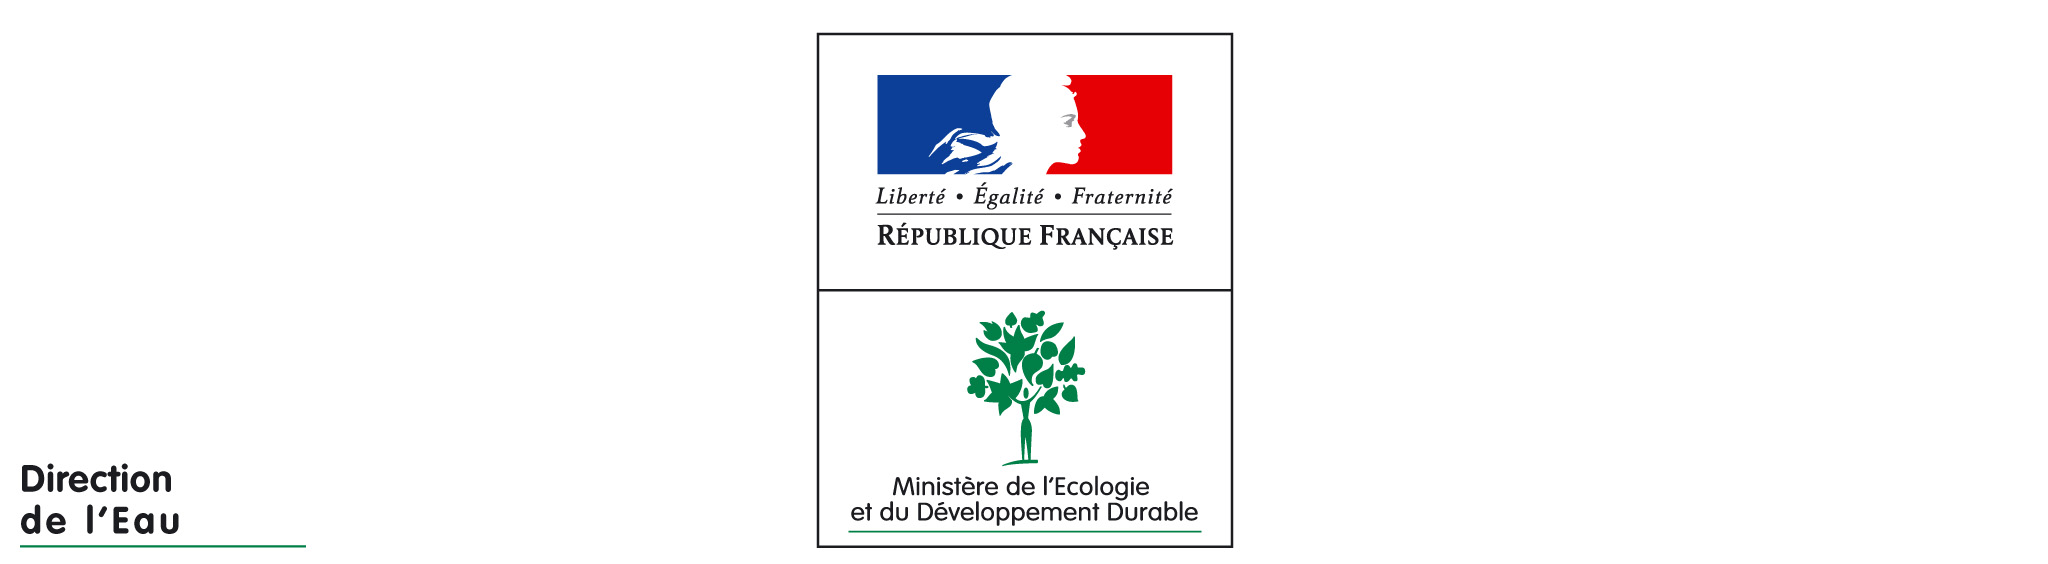 Liberté • Égalité • Fraternité
RÉPUBLIQUE FRANÇAISE
Ministère de l'Ecologie
et du Développement Durable
Direction
de l'Eau